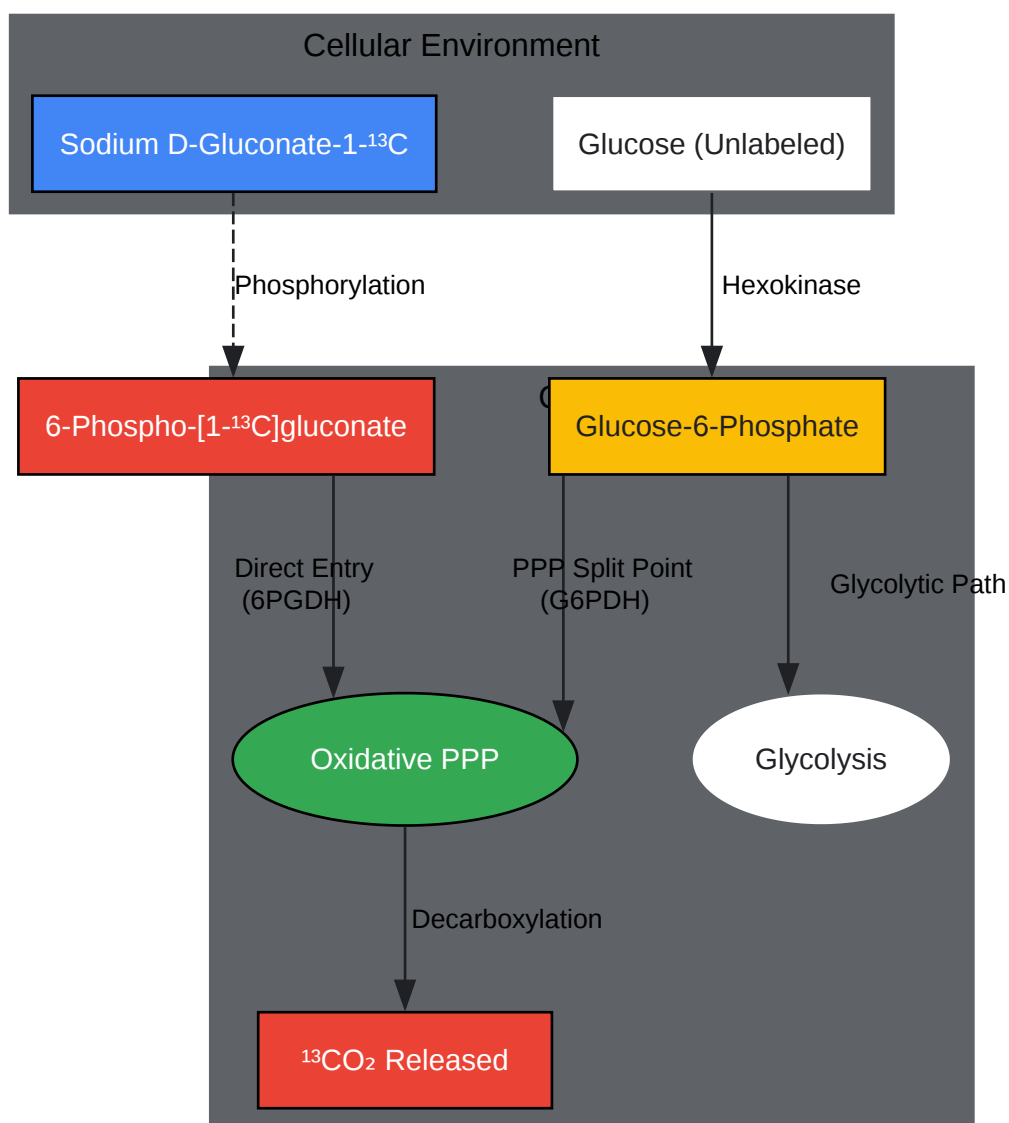 Cellular Environment
Sodium D-Gluconate-1-¹³C
Glucose (Unlabeled)
Phosphorylation
Hexokinase
6-Phospho-[1-¹³C]gluconate
Glucose-6-Phosphate
Direct Entry
(6PGDH)
PPP Split Point
(G6PDH)
Glycolytic Path
Oxidative PPP
Glycolysis
Decarboxylation
¹³CO₂ Released